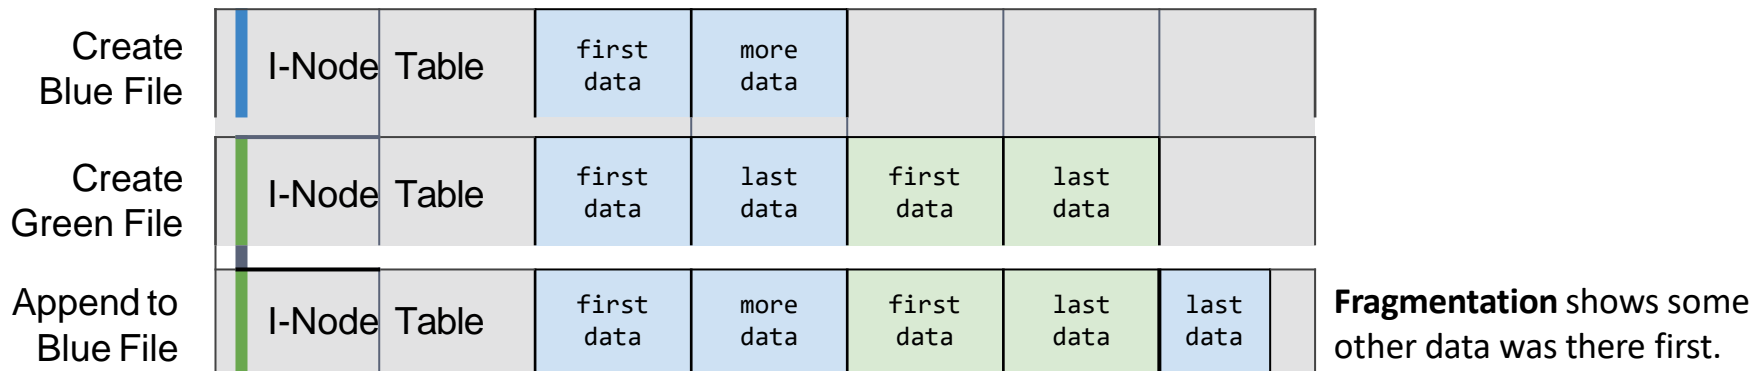 Create
Blue File
I-Node Table
first
data
more
data
Create
Green File
I-Node Table
first
data
last
data
first
data
last
data
Append to
Blue File
I-Node Table
first
data
more
data
first
data
last
data
last
data
Fragmentation shows some
other data was there first.